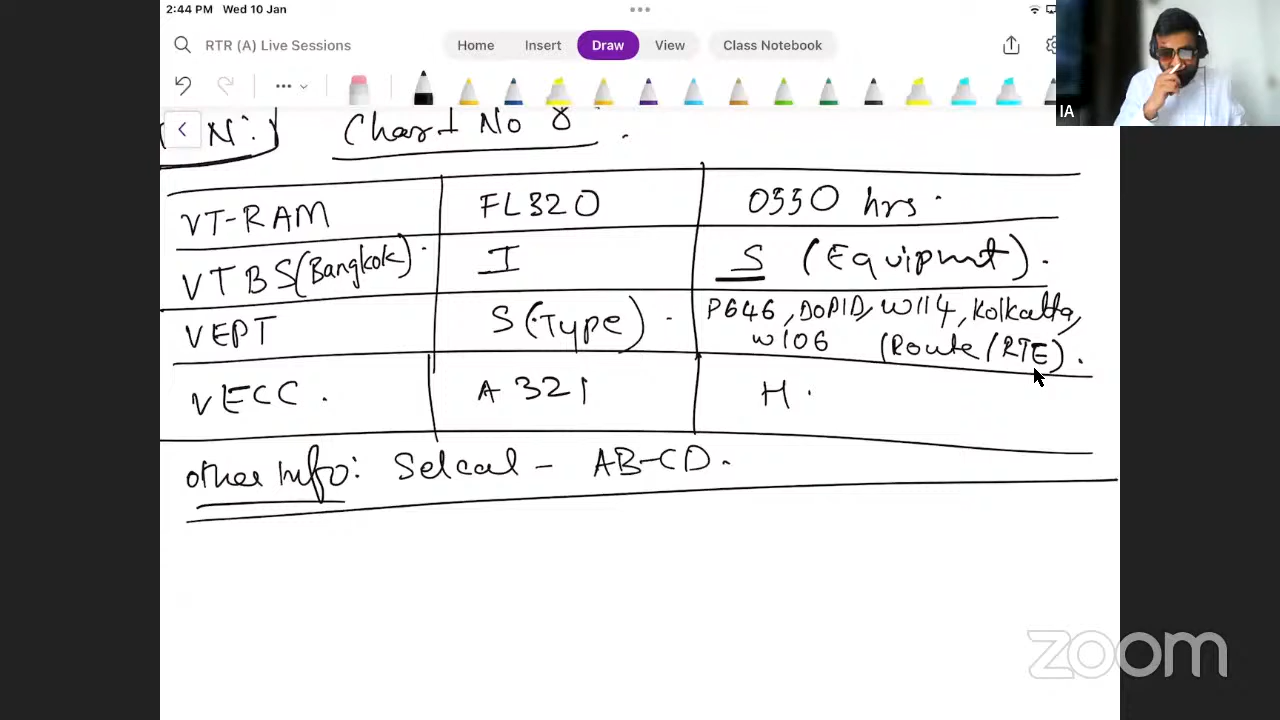 2:44 PM Wed 10 Jan
RTR (A) Live Sessions Home Insert Draw View Class Notebook
IA
N:) Chart No 8.
VT-RAM FL320 0330 hrs.
VTBS (Bangkok). I S (Equipmt).
VEPT S (Type). P646, DOPID, W114, Kolkatta,
W106 (Route/RTE).
VECC. A321 H.
other Info: Selcal - AB-CD.
zoom